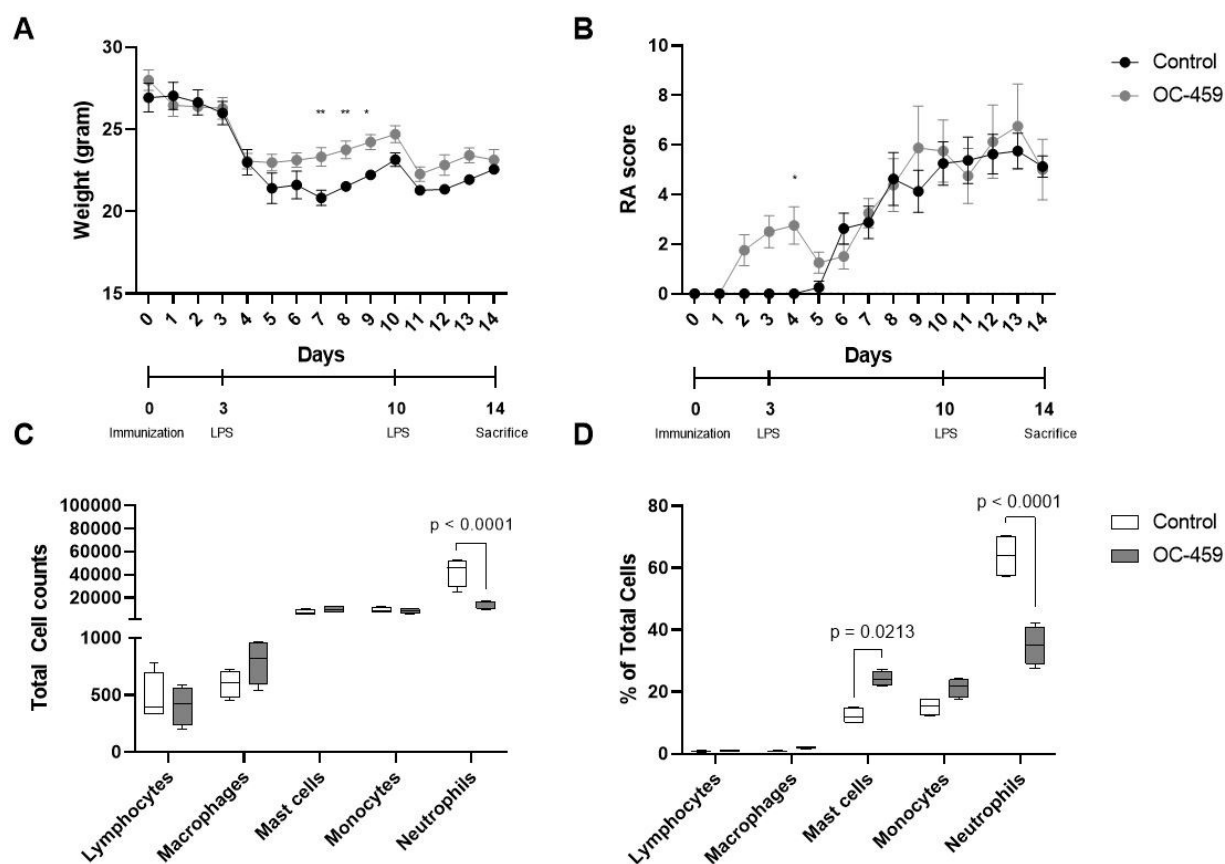 A
30
25
20
15
Weight (gram)
** ** *
0 1 2 3 4 5 6 7 8 9 10 11 12 13 14
Days
0 3 10 14
Immunization LPS LPS Sacrifice
B
10
8
6
4
2
0
RA score
*
0 1 2 3 4 5 6 7 8 9 10 11 12 13 14
Days
0 3 10 14
Immunization LPS LPS Sacrifice
Control
OC-459
C
100000
80000
60000
40000
20000
1000
500
0
Total Cell counts
p < 0.0001
Lymphocytes
Macrophages
Mast cells
Monocytes
Neutrophils
D
80
60
40
20
0
% of Total Cells
p < 0.0001
p = 0.0213
Lymphocytes
Macrophages
Mast cells
Monocytes
Neutrophils
Control
OC-459